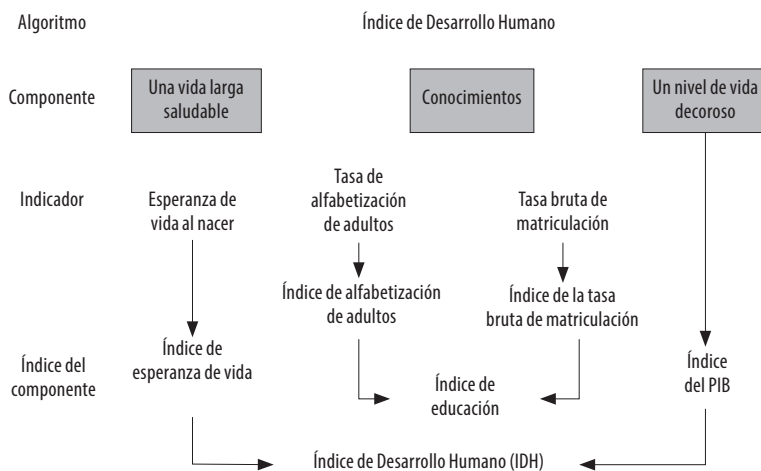 Algoritmo
Índice de Desarrollo Humano
Componente
Una vida larga
saludable
Conocimientos
Un nivel de vida
decoroso
Indicador
Esperanza de
vida al nacer
Tasa de
alfabetización
de adultos
Tasa bruta de
matriculación
Índice de alfabetización
de adultos
Índice de la tasa
bruta de matriculación
Índice del
componente
Índice de
esperanza de vida
Índice de
educación
Índice
del PIB
Índice de Desarrollo Humano (IDH)